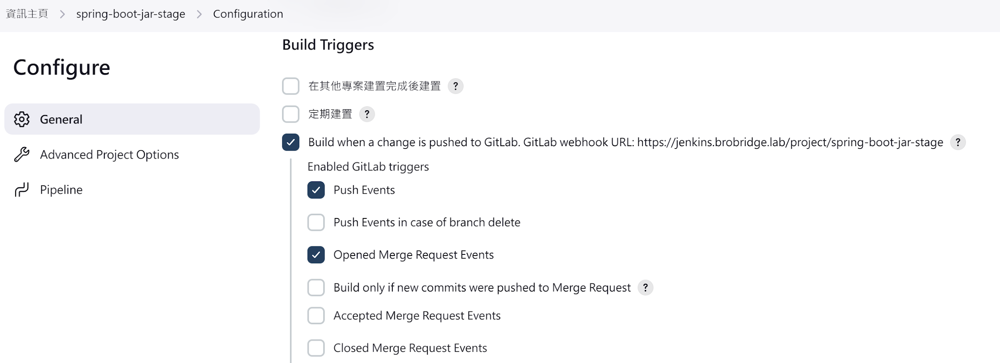 資訊主頁 > spring-boot-jar-stage > Configuration
Configure
General
Advanced Project Options
Pipeline
Build Triggers
在其他專案建置完成後建置 ?
定期建置 ?
Build when a change is pushed to GitLab. GitLab webhook URL: https://jenkins.brobridge.lab/project/spring-boot-jar-stage ?
Enabled GitLab triggers
Push Events
Push Events in case of branch delete
Opened Merge Request Events
Build only if new commits were pushed to Merge Request ?
Accepted Merge Request Events
Closed Merge Request Events